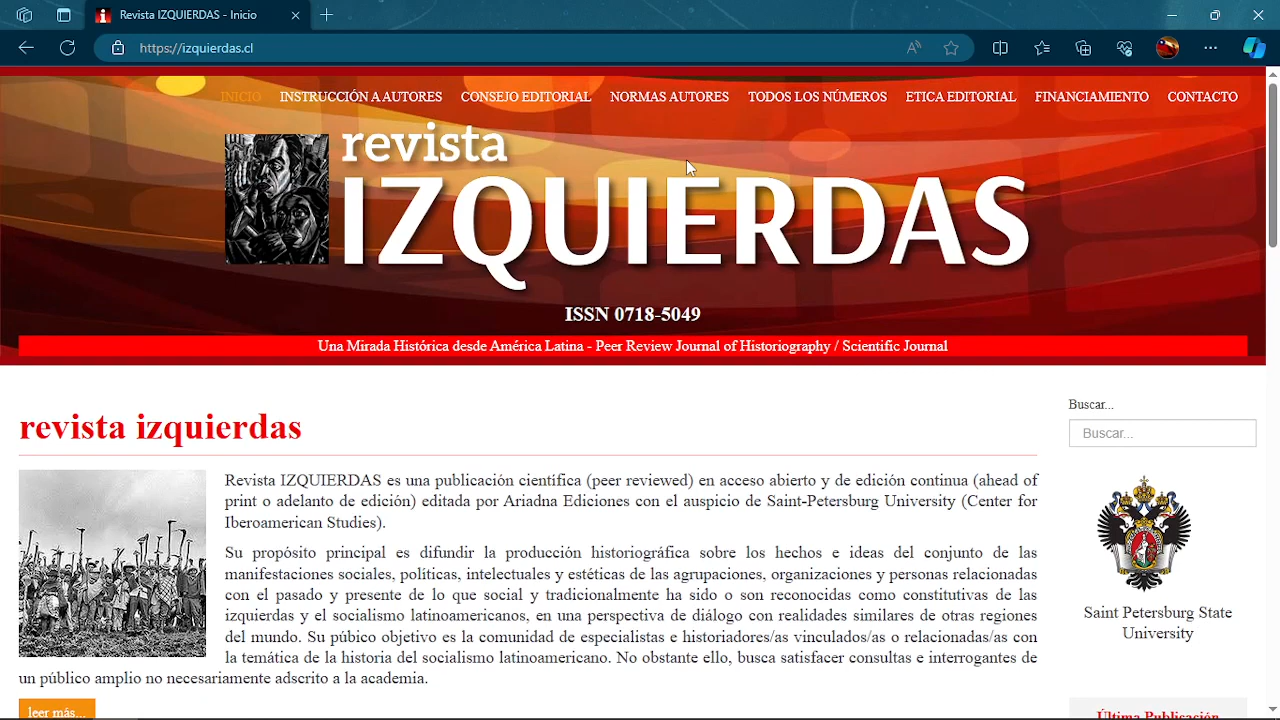 Revista IZQUIERDAS - Inicio
https://izquierdas.cl
INICIO INSTRUCCIÓN A AUTORES CONSEJO EDITORIAL NORMAS AUTORES TODOS LOS NÚMEROS ETICA EDITORIAL FINANCIAMIENTO CONTACTO
revista
IZQUIERDAS
ISSN 0718-5049
Una Mirada Histórica desde América Latina - Peer Review Journal of Historiography / Scientific Journal
revista izquierdas
Revista IZQUIERDAS es una publicación científica (peer reviewed) en acceso abierto y de edición continua (ahead of
print o adelanto de edición) editada por Ariadna Ediciones con el auspicio de Saint-Petersburg University (Center for
Iberoamerican Studies).
Su propósito principal es difundir la producción historiográfica sobre los hechos e ideas del conjunto de las
manifestaciones sociales, políticas, intelectuales y estéticas de las agrupaciones, organizaciones y personas relacionadas
con el pasado y presente de lo que social y tradicionalmente ha sido o son reconocidas como constitutivas de las
izquierdas y el socialismo latinoamericanos, en una perspectiva de diálogo con realidades similares de otras regiones
del mundo. Su púbico objetivo es la comunidad de especialistas e historiadores/as vinculados/as o relacionadas/as con
la temática de la historia del socialismo latinoamericano. No obstante ello, busca satisfacer consultas e interrogantes de
un público amplio no necesariamente adscrito a la academia.
leer más...
Buscar...
Buscar...
Saint Petersburg State
University
Última Publicación